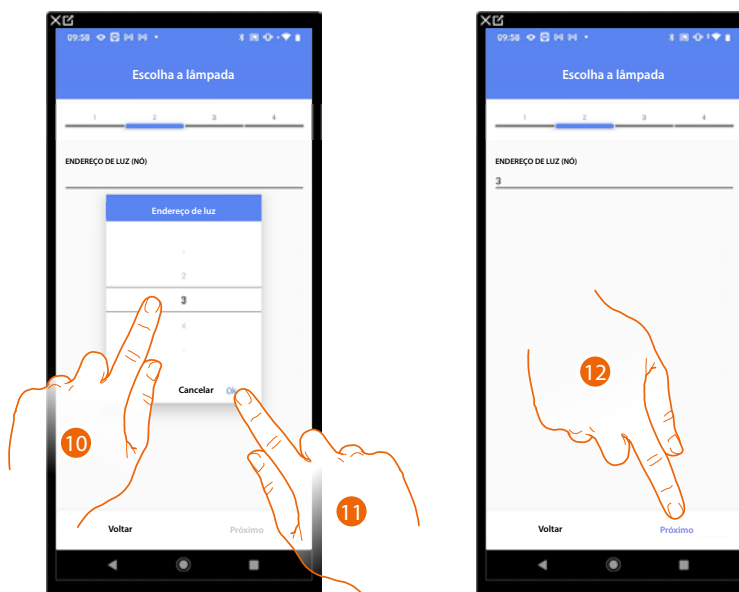 09:58
Escolha a lâmpada
1 2 3 4
ENDEREÇO DE LUZ (NÓ)
Endereço de luz
1
2
3
4
Cancelar Ok
10
11
Voltar Próximo
09:58
Escolha a lâmpada
1 2 3 4
ENDEREÇO DE LUZ (NÓ)
3
12
Voltar Próximo